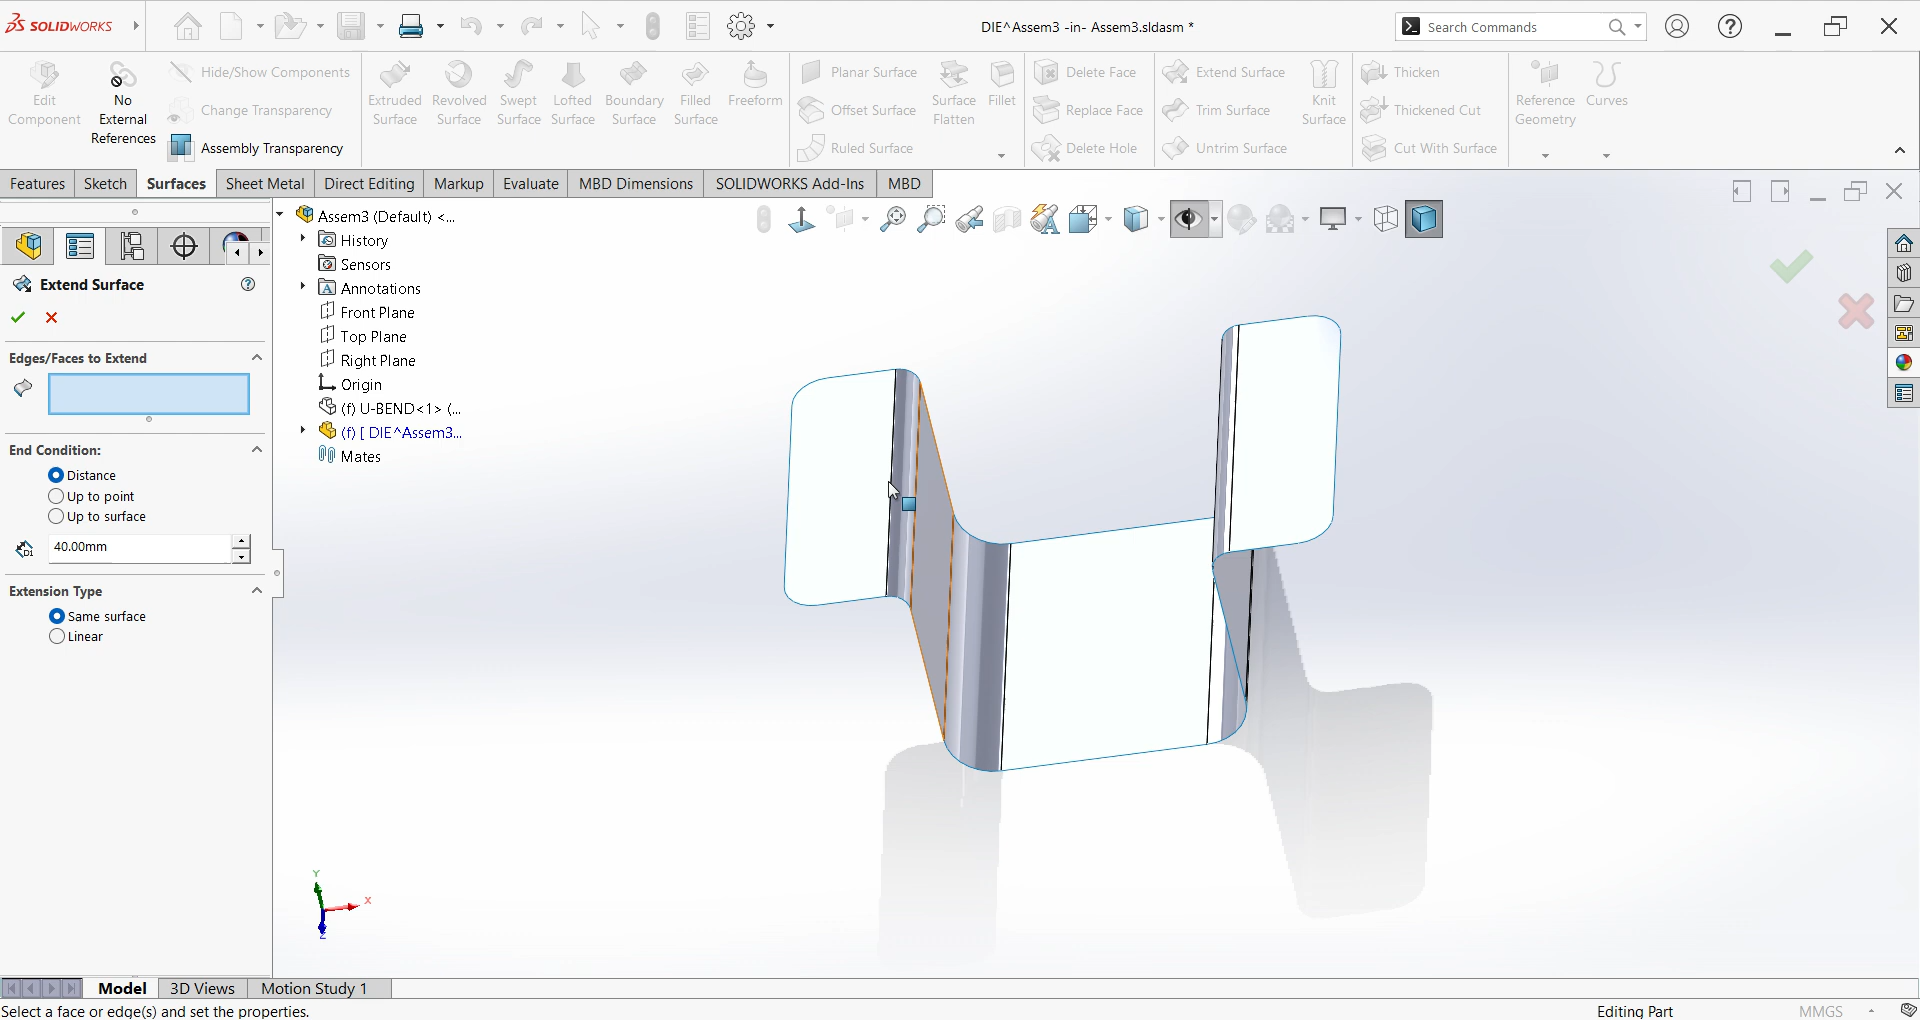 SOLIDWORKS
DIE^Assem3 -in- Assem3.sldasm *
Search Commands
Edit Component
No External References
Hide/Show Components
Change Transparency
Assembly Transparency
Extruded Surface
Revolved Surface
Swept Surface
Lofted Surface
Boundary Surface
Filled Surface
Freeform
Planar Surface
Offset Surface
Ruled Surface
Surface Flatten
Fillet
Delete Face
Replace Face
Delete Hole
Extend Surface
Trim Surface
Untrim Surface
Knit Surface
Thicken
Thickened Cut
Cut With Surface
Reference Geometry
Curves
Features
Sketch
Surfaces
Sheet Metal
Direct Editing
Markup
Evaluate
MBD Dimensions
SOLIDWORKS Add-Ins
MBD
Extend Surface
Edges/Faces to Extend
End Condition:
Distance
Up to point
Up to surface
D1
40.00mm
Extension Type
Same surface
Linear
Assem3 (Default) <...
History
Sensors
A Annotations
Front Plane
Top Plane
Right Plane
Origin
(f) U-BEND<1> (...
(f) [ DIE^Assem3...
Mates
Y
X
Z
Model
3D Views
Motion Study 1
Select a face or edge(s) and set the properties.
Editing Part
MMGS